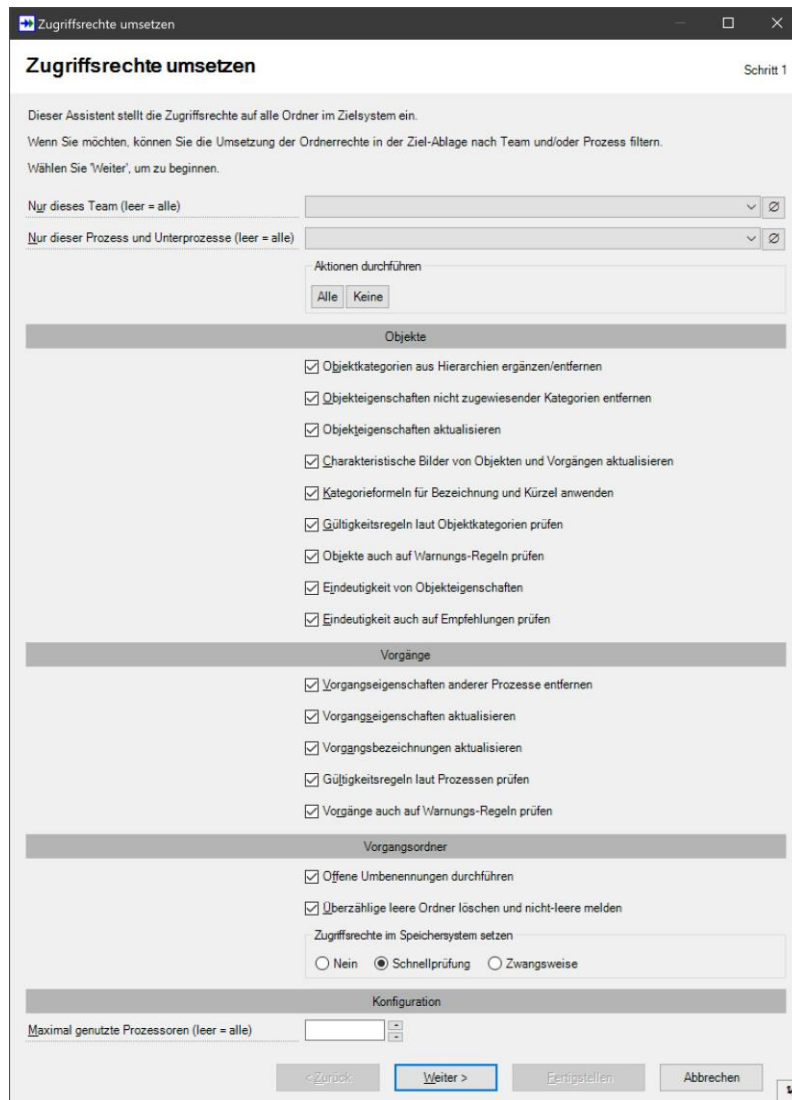 Zugriffsrechte umsetzen
Zugriffsrechte umsetzen
Schritt 1
Dieser Assistent stellt die Zugriffsrechte auf alle Ordner im Zielsystem ein.
Wenn Sie möchten, können Sie die Umsetzung der Ordnerrechte in der Ziel-Ablage nach Team und/oder Prozess filtern.
Wählen Sie 'Weiter', um zu beginnen.
Nur dieses Team (leer = alle)
Nur dieser Prozess und Unterprozesse (leer = alle)
Aktionen durchführen
Alle Keine
Objekte
Objektkategorien aus Hierarchien ergänzen/entfernen
Objekteigenschaften nicht zugewiesender Kategorien entfernen
Objekteigenschaften aktualisieren
Charakteristische Bilder von Objekten und Vorgängen aktualisieren
Kategorieformeln für Bezeichnung und Kürzel anwenden
Gültigkeitsregeln laut Objektkategorien prüfen
Objekte auch auf Warnungs-Regeln prüfen
Eindeutigkeit von Objekteigenschaften
Eindeutigkeit auch auf Empfehlungen prüfen
Vorgänge
Vorgangseigenschaften anderer Prozesse entfernen
Vorgangseigenschaften aktualisieren
Vorgangsbezeichnungen aktualisieren
Gültigkeitsregeln laut Prozessen prüfen
Vorgänge auch auf Warnungs-Regeln prüfen
Vorgangsordner
Offene Umbenennungen durchführen
Überzählige leere Ordner löschen und nicht-leere melden
Zugriffsrechte im Speichersystem setzen
Nein Schnellprüfung Zwangsweise
Konfiguration
Maximal genutzte Prozessoren (leer = alle)
< Zurück Weiter > Fertigstellen Abbrechen